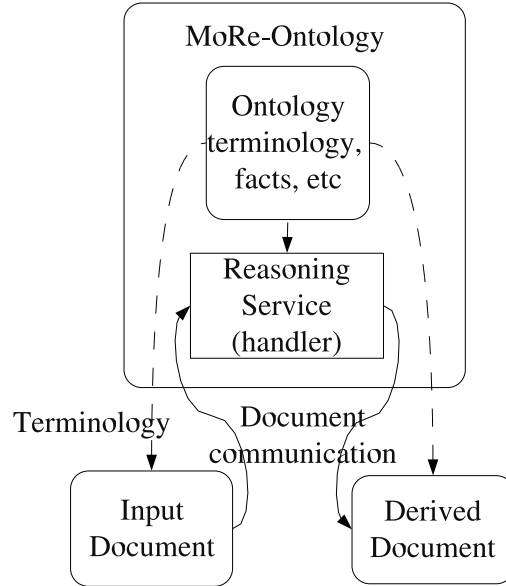 MoRe-Ontology
Ontology
terminology,
facts, etc
Reasoning
Service
(handler)
Terminology
Document
communication
Input
Document
Derived
Document